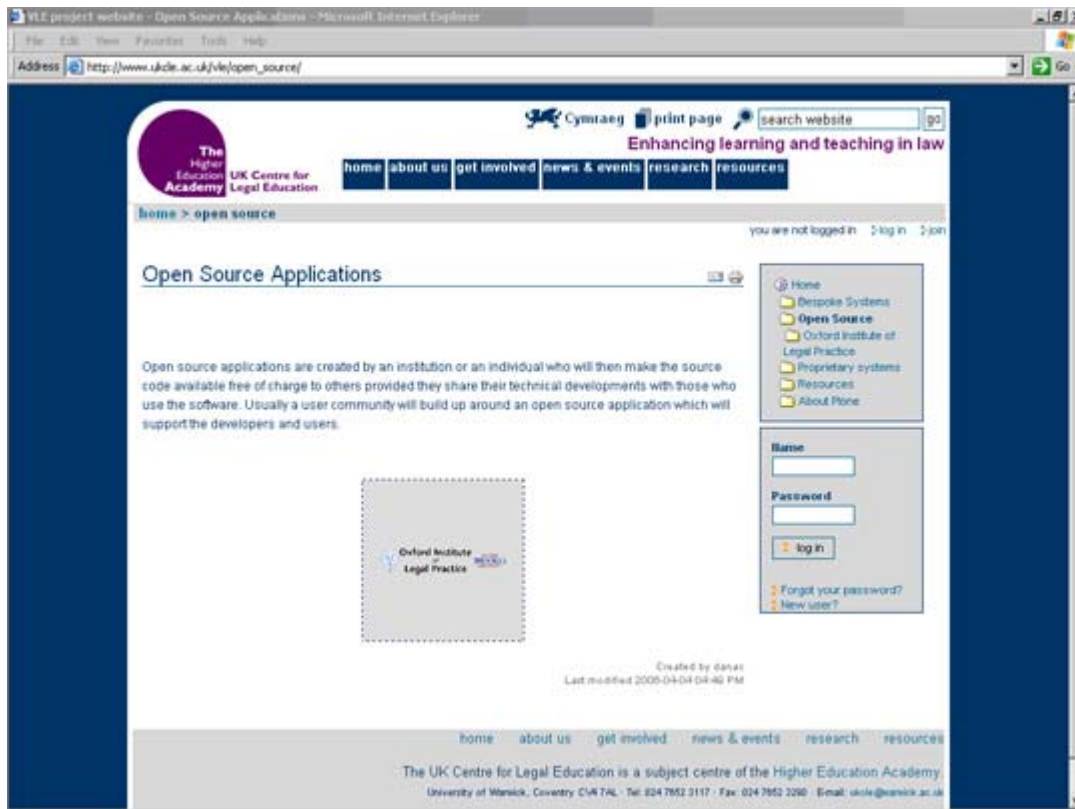 VLE project website - Open Source Applications - Microsoft Internet Explorer
File Edit View Favorites Tools Help
Address http://www.ukcle.ac.uk/vle/open_source/ Go
Cymraeg print page search website go
Enhancing learning and teaching in law
The
Higher
Education
Academy
UK Centre for
Legal Education
home about us get involved news & events research resources
home > open source
you are not logged in log in join
Open Source Applications
Home
Bespoke Systems
Open Source
Oxford Institute of
Legal Practice
Proprietary systems
Resources
About Plone
Open source applications are created by an institution or an individual who will then make the source
code available free of charge to others provided they share their technical developments with those who
use the software. Usually a user community will build up around an open source application which will
support the developers and users.
Name
Password
log in
Forgot your password?
New user?
Oxford Institute
of
Legal Practice
Created by danas
Last modified
home about us get involved news & events research resources
The UK Centre for Legal Education is a subject centre of the Higher Education Academy.
University of Warwick, Coventry CV4 7AL · Tel: 024 7652 3117 · Fax: 024 7652 3290 · E-mail: ukcle@warwick.ac.uk